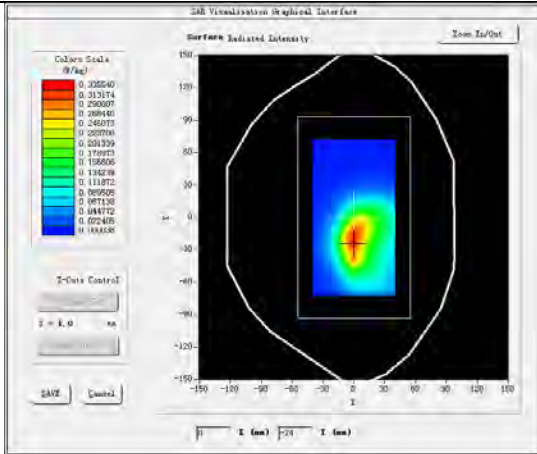 SAR Visualisation Graphical Interface
Surface Radiated Intensity
Zoom In/Out
Colors Scale
(W/kg)
0.335540
0.313174
0.290807
0.268440
0.246073
0.223706
0.201339
0.178973
0.156606
0.134239
0.111872
0.089505
0.067138
0.044772
0.022405
0.000038
150
120
90
60
30
0
-30
-60
-90
-120
-150
Y
-150 -120 -90 -60 -30 0 30 60 90 120 150
X
Z-Cuts Control
SAVE
Cancel
0 X (mm) -24 Y (mm)